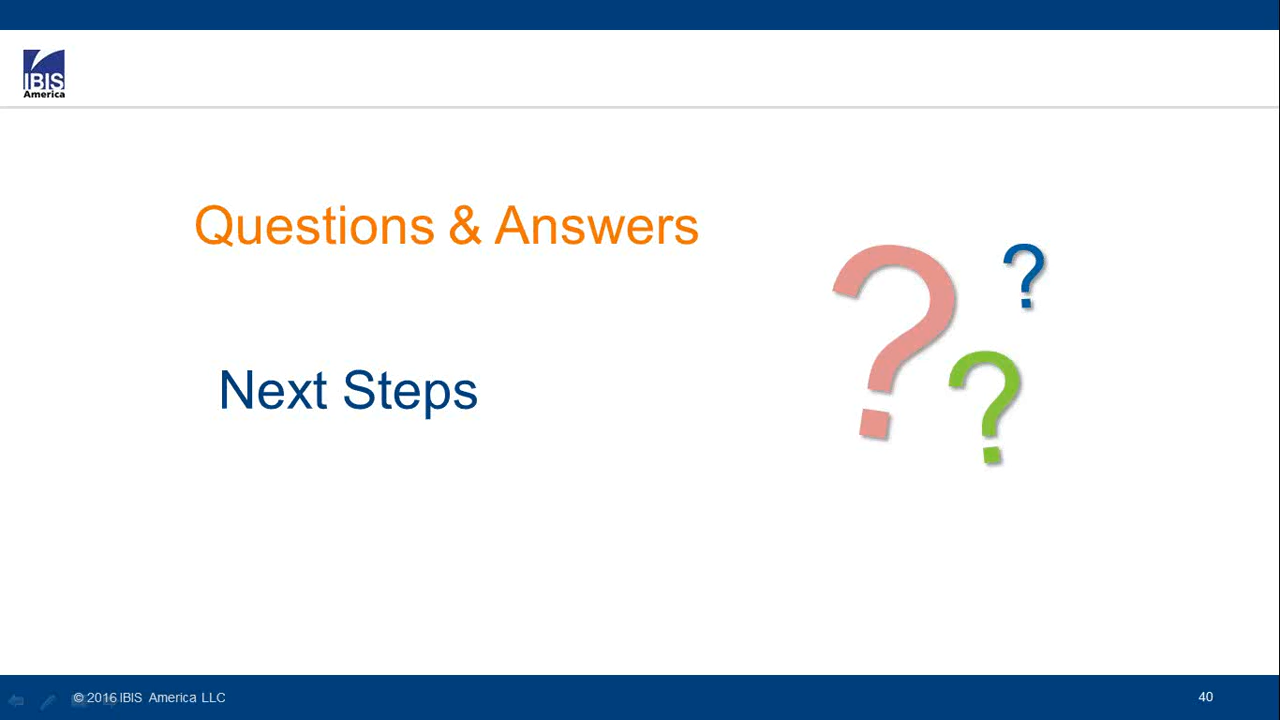 IBIS
America
Questions & Answers
?
?
?
Next Steps
© 2016 IBIS America LLC
40